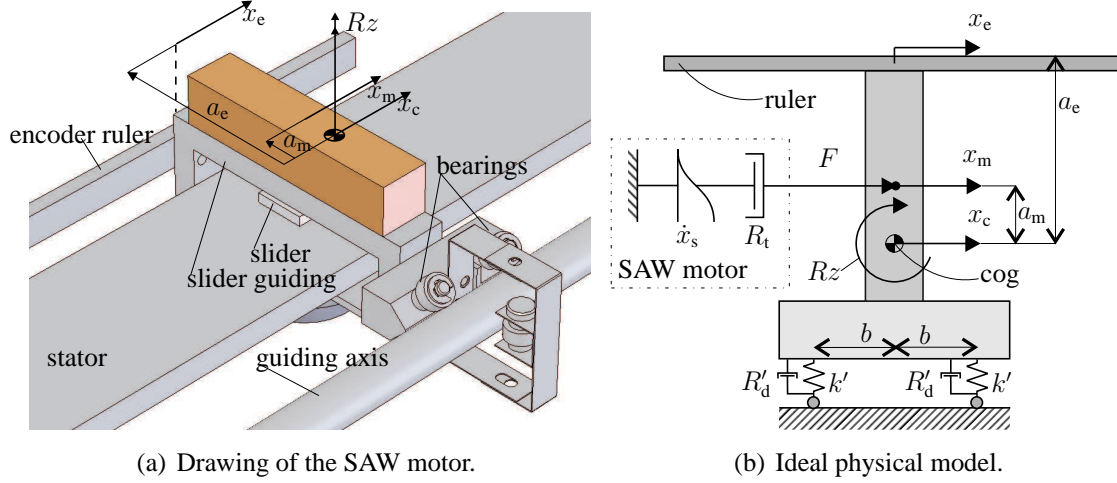 x_e
Rz
x_m
x_c
a_e
a_m
encoder ruler
bearings
slider
slider guiding
stator
guiding axis
(a) Drawing of the SAW motor.
x_e
ruler
a_e
F
x_m
x_c
a_m
ẋ_s
R_t
SAW motor
Rz
cog
b
b
R′_d
k′
R′_d
k′
(b) Ideal physical model.